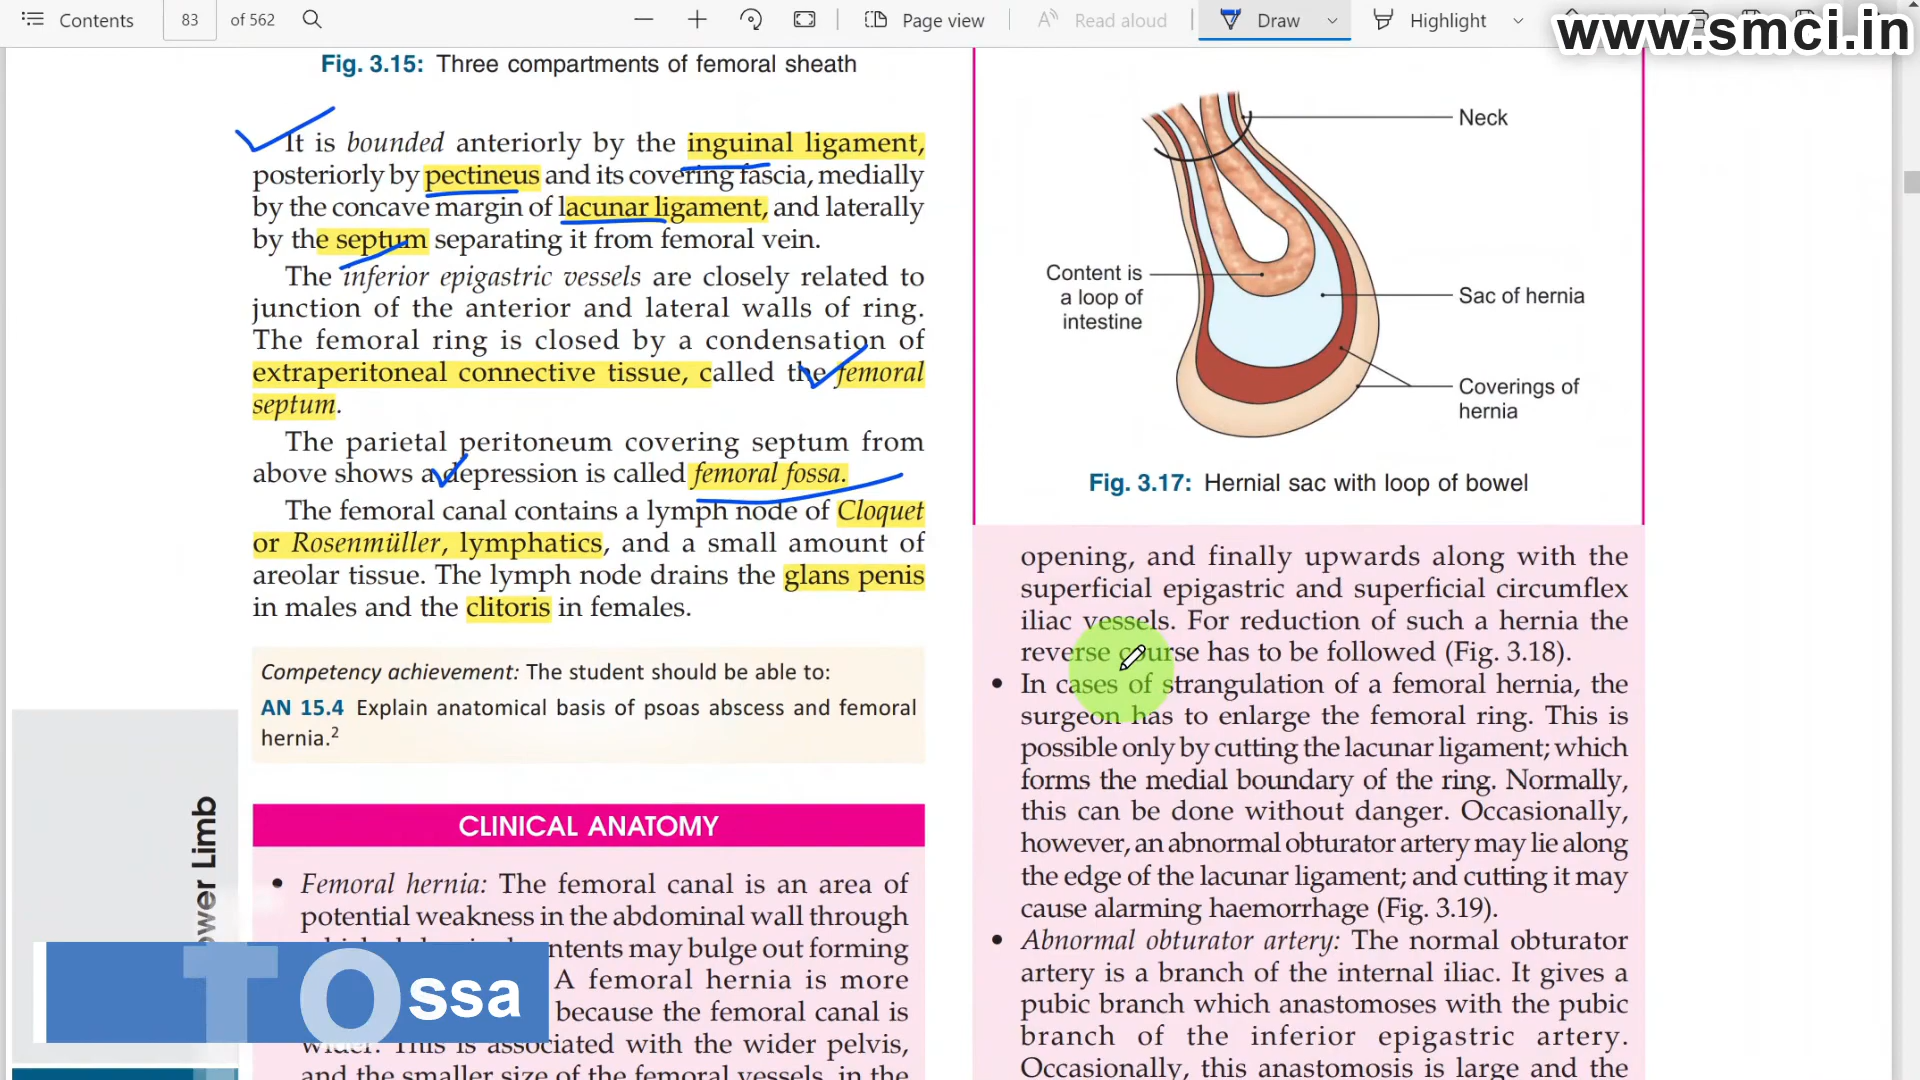 Contents
83
of 562
Page view
Read aloud
Draw
Highlight
www.smci.in
Fig. 3.15: Three compartments of femoral sheath
It is bounded anteriorly by the inguinal ligament,
posteriorly by pectineus and its covering fascia, medially
by the concave margin of lacunar ligament, and laterally
by the septum separating it from femoral vein.
The inferior epigastric vessels are closely related to
junction of the anterior and lateral walls of ring.
The femoral ring is closed by a condensation of
extraperitoneal connective tissue, called the femoral
septum.
The parietal peritoneum covering septum from
above shows a depression is called femoral fossa.
The femoral canal contains a lymph node of Cloquet
or Rosenmüller, lymphatics, and a small amount of
areolar tissue. The lymph node drains the glans penis
in males and the clitoris in females.
Competency achievement: The student should be able to:
AN 15.4 Explain anatomical basis of psoas abscess and femoral
hernia.2
CLINICAL ANATOMY
• Femoral hernia: The femoral canal is an area of
potential weakness in the abdominal wall through
may bulge out forming
A femoral hernia is more
because the femoral canal is
wider. This is associated with the wider pelvis,
and the smaller size of the femoral vessels, in the
Lower Limb
Tossa
Neck
Content is
a loop of
intestine
Sac of hernia
Coverings of
hernia
Fig. 3.17: Hernial sac with loop of bowel
opening, and finally upwards along with the
superficial epigastric and superficial circumflex
iliac vessels. For reduction of such a hernia the
reverse course has to be followed (Fig. 3.18).
• In cases of strangulation of a femoral hernia, the
surgeon has to enlarge the femoral ring. This is
possible only by cutting the lacunar ligament; which
forms the medial boundary of the ring. Normally,
this can be done without danger. Occasionally,
however, an abnormal obturator artery may lie along
the edge of the lacunar ligament; and cutting it may
cause alarming haemorrhage (Fig. 3.19).
• Abnormal obturator artery: The normal obturator
artery is a branch of the internal iliac. It gives a
pubic branch which anastomoses with the pubic
branch of the inferior epigastric artery.
Occasionally, this anastomosis is large and the